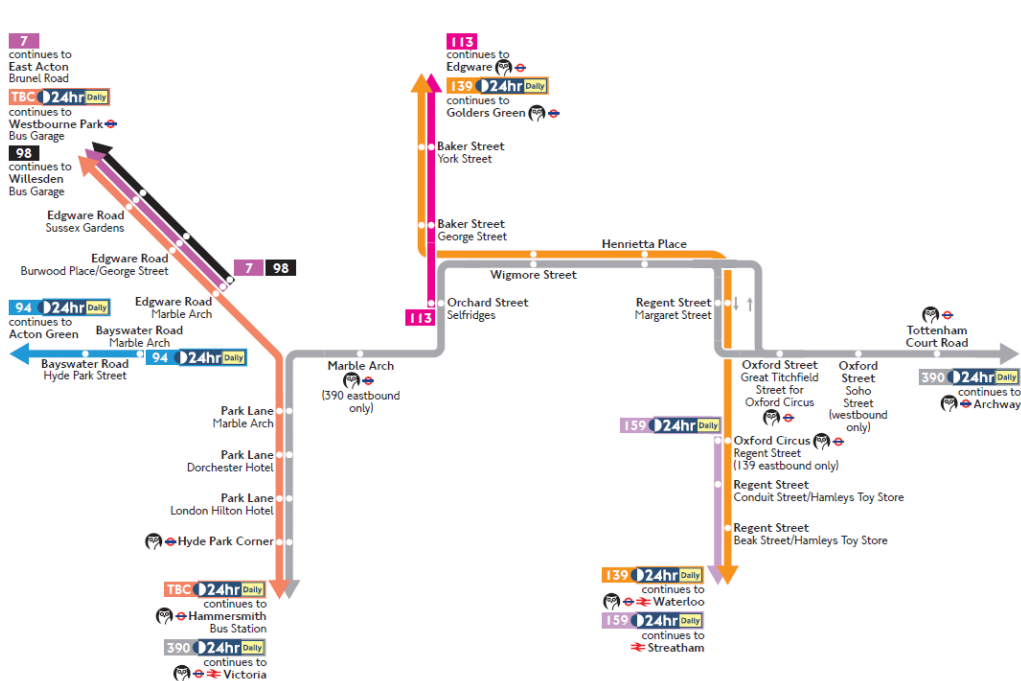 7
continues to
East Acton
Brunel Road
TBC 24hr Daily
continues to
Westbourne Park
Bus Garage
98
continues to
Willesden
Bus Garage
113
continues to
Edgware
139 24hr Daily
continues to
Golders Green
Baker Street
York Street
Baker Street
George Street
Edgware Road
Sussex Gardens
Edgware Road
Burwood Place/George Street
7 98
Edgware Road
Marble Arch
94 24hr Daily
continues to
Acton Green
Bayswater Road
Marble Arch
94 24hr Daily
Bayswater Road
Hyde Park Street
Henrietta Place
Wigmore Street
Orchard Street
Selfridges
113
Regent Street
Margaret Street
Marble Arch
(390 eastbound
only)
Tottenham
Court Road
Oxford Street
Great Titchfield
Street for
Oxford Circus
Oxford
Street
Soho
Street
(westbound
only)
390 24hr Daily
continues to
Archway
Park Lane
Marble Arch
Park Lane
Dorchester Hotel
Park Lane
London Hilton Hotel
Hyde Park Corner
159 24hr Daily
Oxford Circus
Regent Street
(139 eastbound only)
Regent Street
Conduit Street/Hamleys Toy Store
Regent Street
Beak Street/Hamleys Toy Store
TBC 24hr Daily
continues to
Hammersmith
Bus Station
390 24hr Daily
continues to
Victoria
139 24hr Daily
continues to
Waterloo
159 24hr Daily
continues to
Streatham